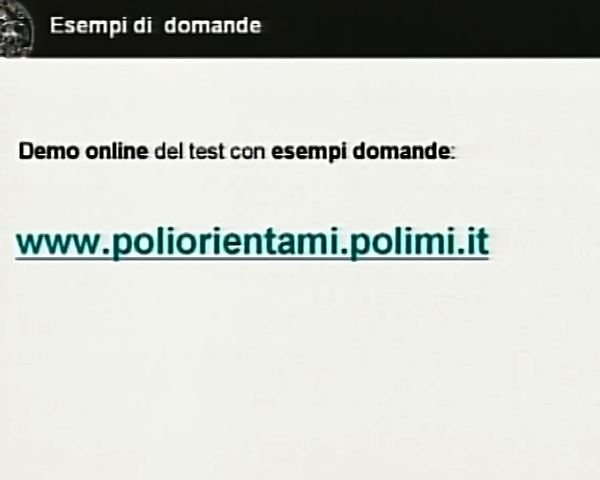 Esempi di domande
Demo online del test con esempi domande:
www.poliorientami.polimi.it